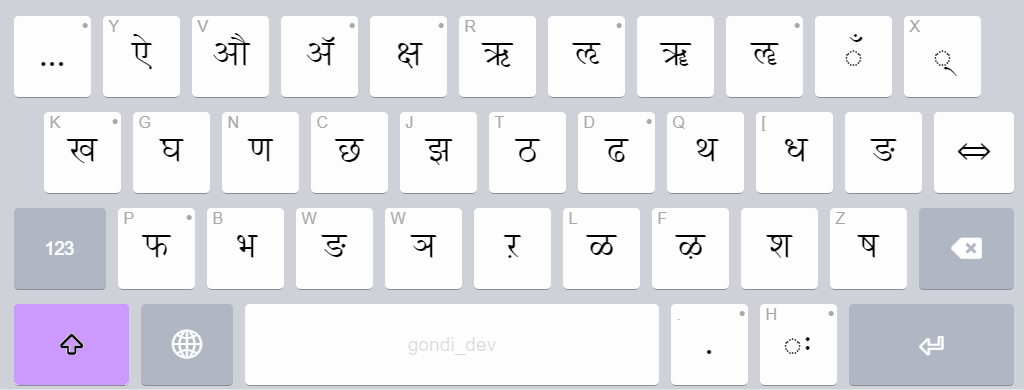 ... Y ऐ V औ ॲ क्ष R ऋ ऌ ॠ ॡ ँ X ्
K ख G घ N ण C छ J झ T ठ D ढ Q थ [ ध ङ ⇔
123 P फ B भ W ङ W ञ ऱ L ळ F ऴ श Z ष
gondi_dev . . H ः